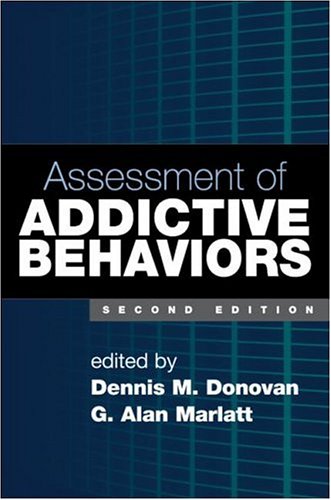 Assessment of
ADDICTIVE
BEHAVIORS
SECOND EDITION
edited by
Dennis M. Donovan
G. Alan Marlatt